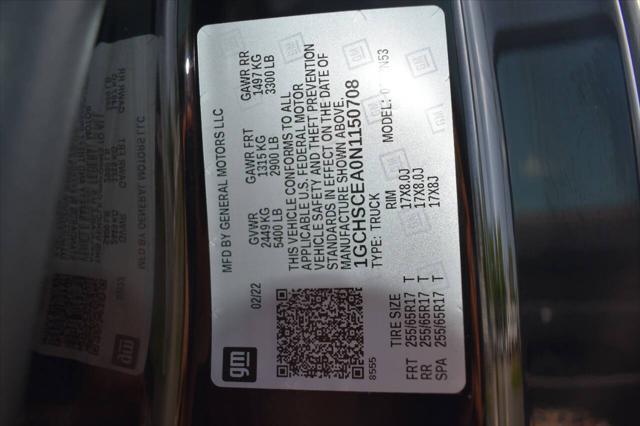 MFD BY GENERAL MOTORS LLC
02/22
GVWR GAWR FRT GAWR RR
2449 KG 1315 KG 1497 KG
5400 LB 2900 LB 3300 LB
THIS VEHICLE CONFORMS TO ALL
APPLICABLE U.S. FEDERAL MOTOR
VEHICLE SAFETY AND THEFT PREVENTION
STANDARDS IN EFFECT ON THE DATE OF
MANUFACTURE SHOWN ABOVE.
1GCHSCEA0N1150708
TYPE: TRUCK MODEL:
gm
8555
TIRE SIZE RIM
FRT 255/65R17 T 17X8.0J
RR 255/65R17 T 17X8.0J
SPA 255/65R17 T 17X8J